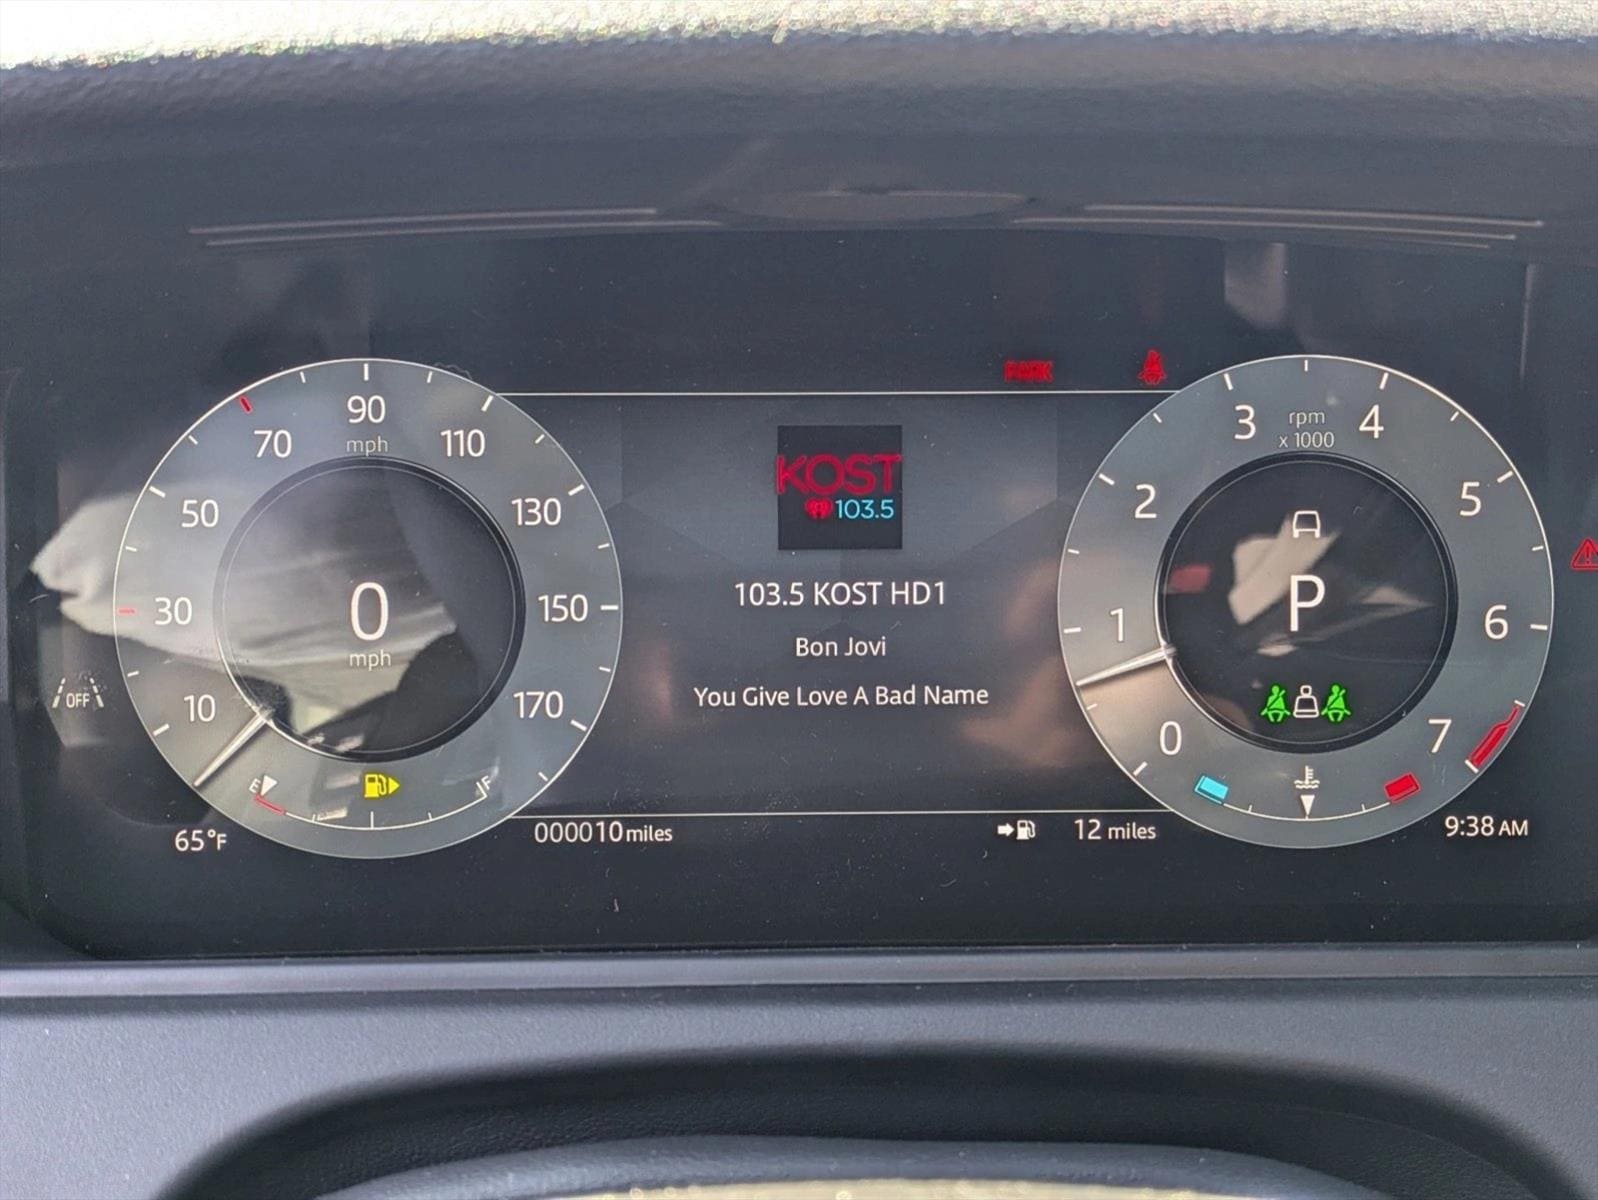 PARK
90
mph
70
110
50
130
30
150
10
170
0
mph
E
F
OFF
KOST
103.5
103.5 KOST HD1
Bon Jovi
You Give Love A Bad Name
3
rpm
x 1000
4
2
5
1
6
0
7
P
65°F
000010 miles
12 miles
9:38 AM